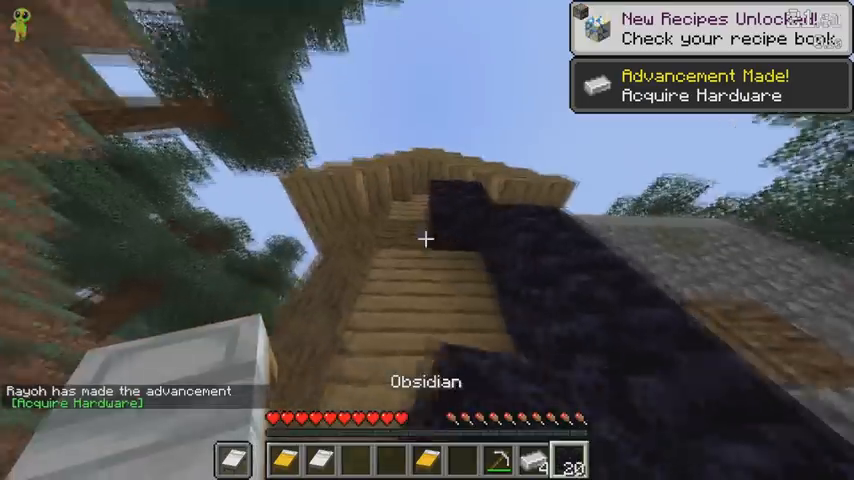 New Recipes Unlocked!
Check your recipe book
Advancement Made!
Acquire Hardware
Obsidian
Rayoh has made the advancement
[Acquire Hardware]
4
20